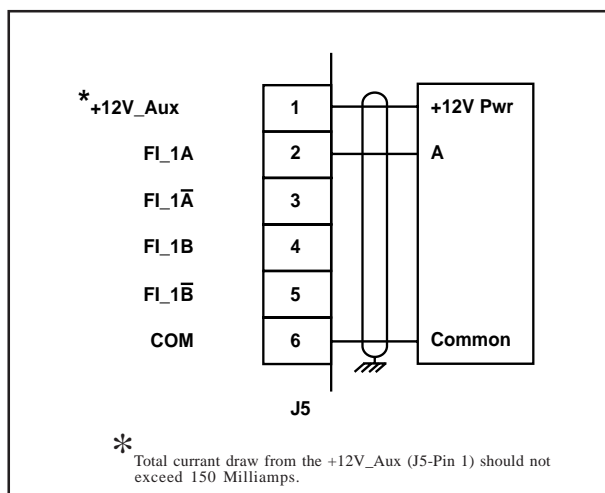 *+12V_Aux 1 +12V Pwr
FI_1A 2 A
FI_1A̅ 3
FI_1B 4
FI_1B̅ 5
COM 6 Common
J5
* Total currant draw from the +12V_Aux (J5-Pin 1) should not
exceed 150 Milliamps.